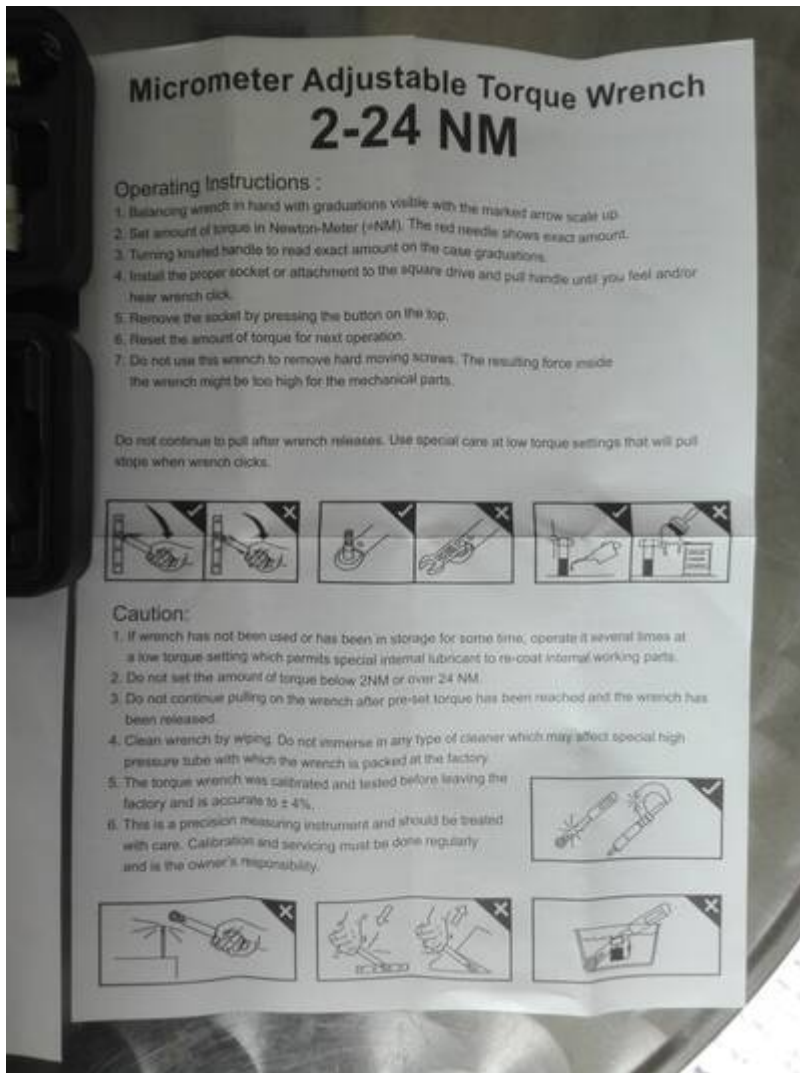 Micrometer Adjustable Torque Wrench
2-24 NM
Operating Instructions :
1. Balancing wrench in hand with graduations visible with the marked arrow scale up.
2. Set amount of torque in Newton-Meter (=NM). The red needle shows exact amount.
3. Turning knurled handle to read exact amount on the case graduations.
4. Install the proper socket or attachment to the square drive and pull handle until you feel and/or
hear wrench click.
5. Remove the socket by pressing the button on the top.
6. Reset the amount of torque for next operation.
7. Do not use this wrench to remove hard moving screws. The resulting force inside
the wrench might be too high for the mechanical parts.
Do not continue to pull after wrench releases. Use special care at low torque settings that will pull
stops when wrench clicks.
Caution:
1. If wrench has not been used or has been in storage for some time, operate it several times at
a low torque setting which permits special internal lubricant to re-coat internal working parts.
2. Do not set the amount of torque below 2NM or over 24 NM.
3. Do not continue pulling on the wrench after pre-set torque has been reached and the wrench has
been released.
4. Clean wrench by wiping. Do not immerse in any type of cleaner which may affect special high
pressure tube with which the wrench is packed at the factory.
5. The torque wrench was calibrated and tested before leaving the
factory and is accurate to ± 4%.
6. This is a precision measuring instrument and should be treated
with care. Calibration and servicing must be done regularly
and is the owner's responsibility.